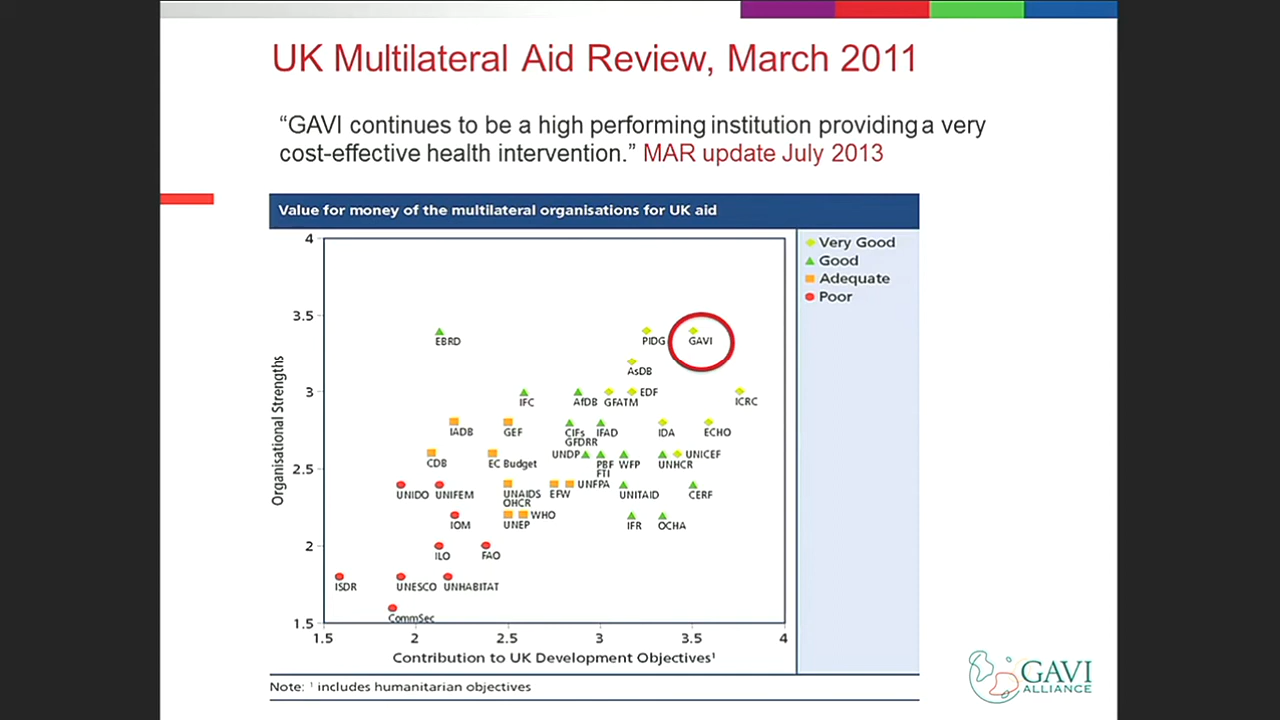 UK Multilateral Aid Review, March 2011
“GAVI continues to be a high performing institution providing a very
cost-effective health intervention.” MAR update July 2013
Value for money of the multilateral organisations for UK aid
Very Good
Good
Adequate
Poor
Organisational Strengths
4
3.5
3
2.5
2
1.5
EBRD
PIDG
GAVI
AsDB
IFC
AfDB
GFATM
EDF
ICRC
IADB
GEF
CIFs
GFDRR
IFAD
IDA
ECHO
CDB
EC Budget
UNDP
PBF
FTI
WFP
UNHCR
UNICEF
UNIDO
UNIFEM
UNAIDS
OHCR
EFW
UNFPA
UNITAID
CERF
IOM
UNEP
WHO
IFR
OCHA
ILO
FAO
ISDR
UNESCO
UNHABITAT
CommSec
1.5
2
2.5
3
3.5
4
Contribution to UK Development Objectives¹
Note: ¹ includes humanitarian objectives
GAVI
ALLIANCE